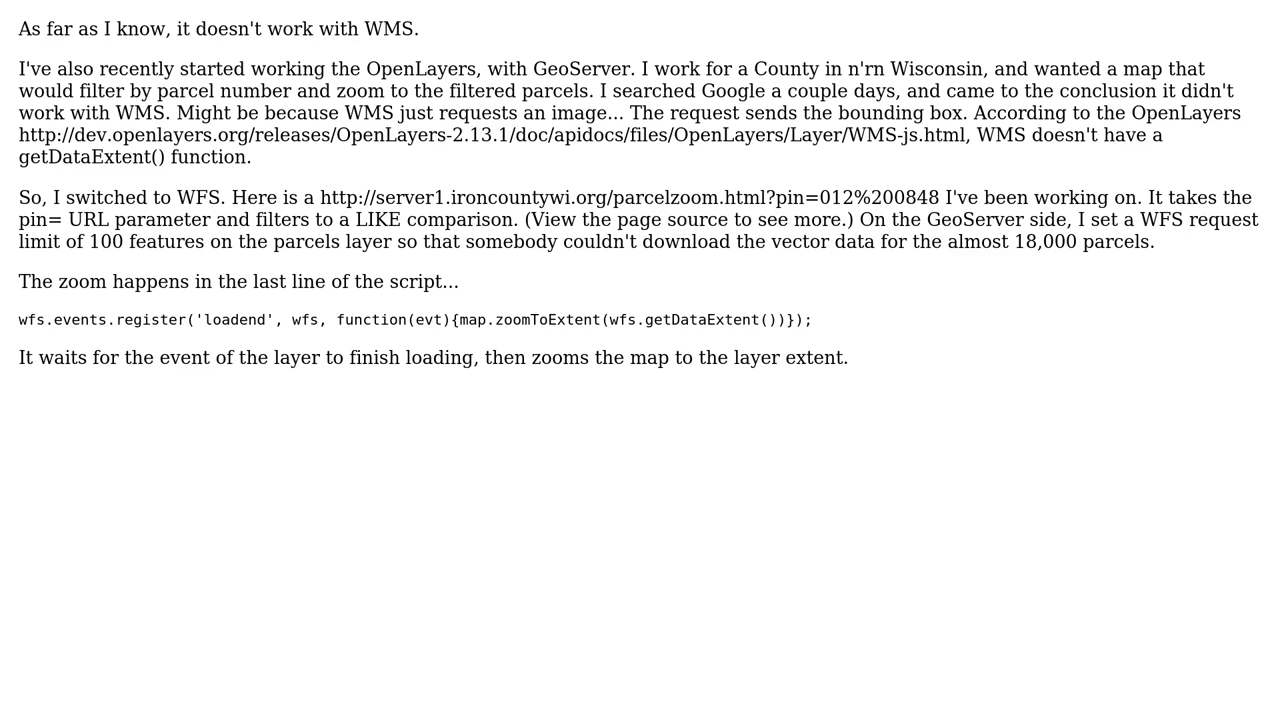 As far as I know, it doesn't work with WMS.
I've also recently started working the OpenLayers, with GeoServer. I work for a County in n'rn Wisconsin, and wanted a map that
would filter by parcel number and zoom to the filtered parcels. I searched Google a couple days, and came to the conclusion it didn't
work with WMS. Might be because WMS just requests an image... The request sends the bounding box. According to the OpenLayers
http://dev.openlayers.org/releases/OpenLayers-2.13.1/doc/apidocs/files/OpenLayers/Layer/WMS-js.html, WMS doesn't have a
getDataExtent() function.
So, I switched to WFS. Here is a http://server1.ironcountywi.org/parcelzoom.html?pin=012%200848 I've been working on. It takes the
pin= URL parameter and filters to a LIKE comparison. (View the page source to see more.) On the GeoServer side, I set a WFS request
limit of 100 features on the parcels layer so that somebody couldn't download the vector data for the almost 18,000 parcels.
The zoom happens in the last line of the script...
wfs.events.register('loadend', wfs, function(evt){map.zoomToExtent(wfs.getDataExtent())});
It waits for the event of the layer to finish loading, then zooms the map to the layer extent.